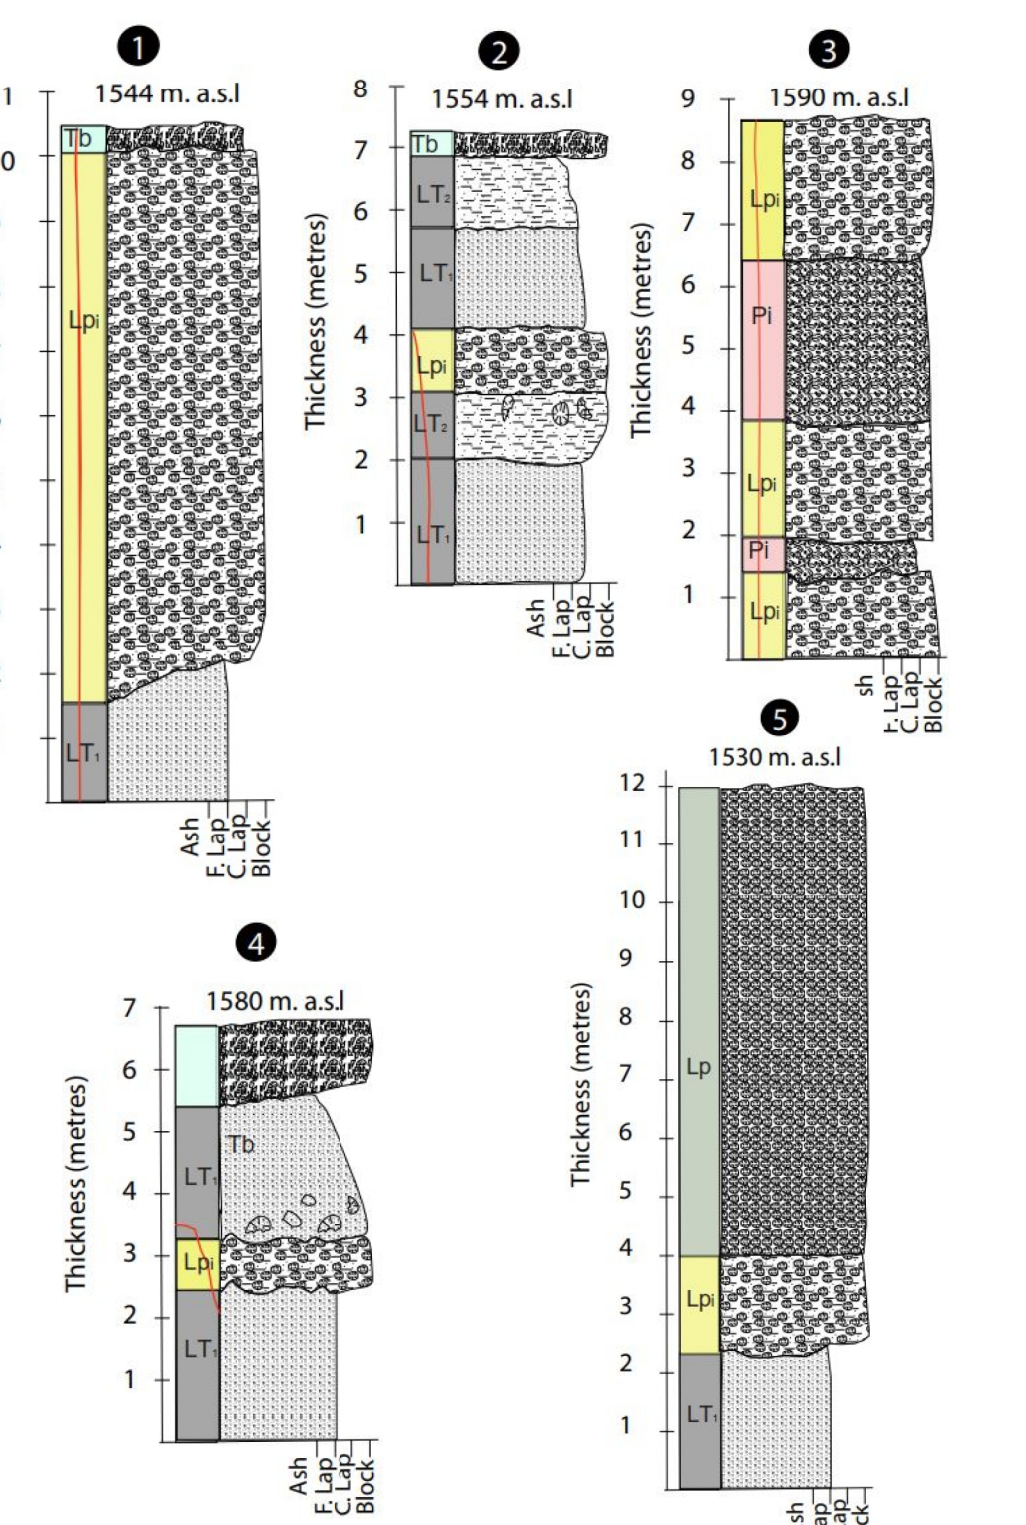 1
1544 m. a.s.l
1
0
Tb
Lpi
LT1
Ash
F. Lap
C. Lap
Block
2
1554 m. a.s.l
Thickness (metres)
8
7
6
5
4
3
2
1
Tb
LT2
LT1
Lpi
LT2
LT1
Ash
F. Lap
C. Lap
Block
3
1590 m. a.s.l
Thickness (metres)
9
8
7
6
5
4
3
2
1
Lpi
Pi
Lpi
Pi
Lpi
sh
F. Lap
C. Lap
Block
4
1580 m. a.s.l
Thickness (metres)
7
6
5
4
3
2
1
Tb
LT1
Lpi
LT1
Ash
F. Lap
C. Lap
Block
5
1530 m. a.s.l
Thickness (metres)
12
11
10
9
8
7
6
5
4
3
2
1
Lp
Lpi
LT1
sh
ap
ap
ck